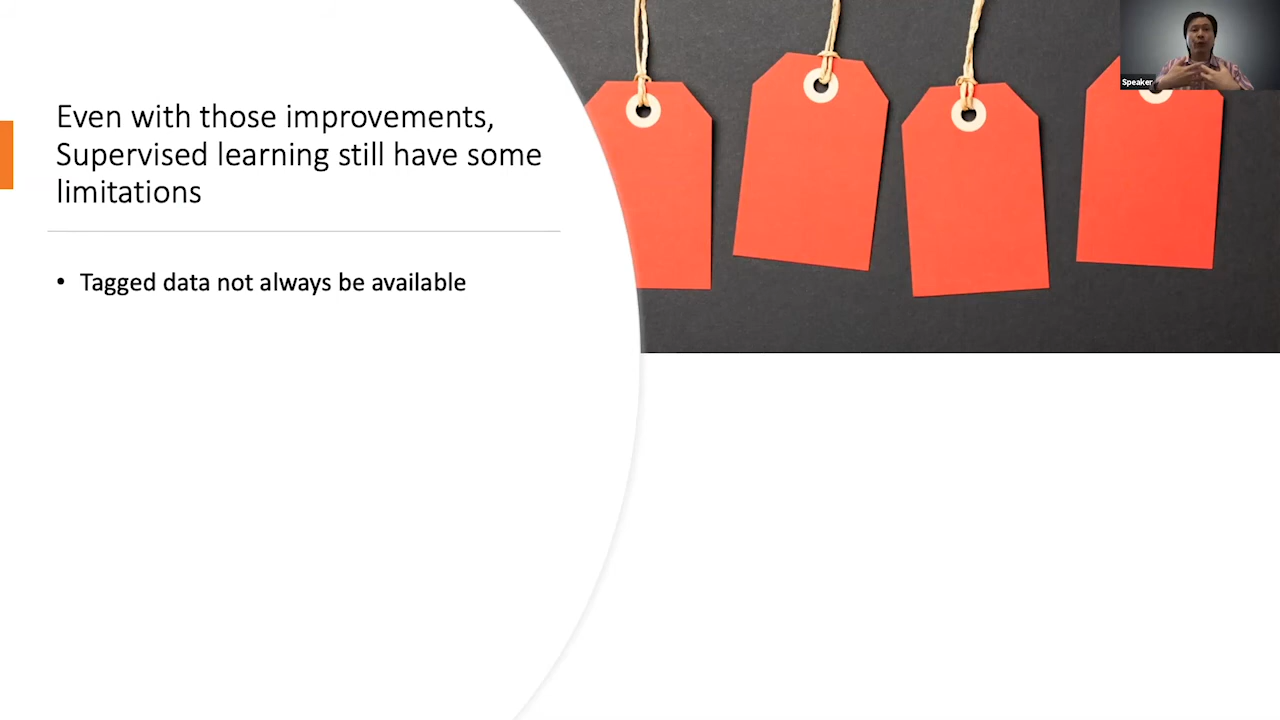 Even with those improvements,
Supervised learning still have some
limitations
• Tagged data not always be available
Speaker